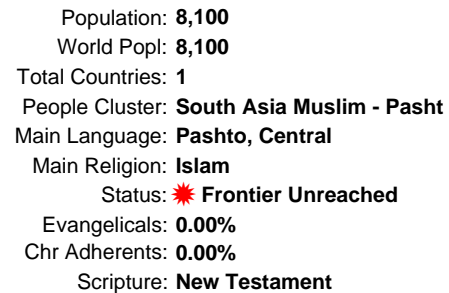 Population: 8,100
World Popl: 8,100
Total Countries: 1
People Cluster: South Asia Muslim - Pasht
Main Language: Pashto, Central
Main Religion: Islam
Status: Frontier Unreached
Evangelicals: 0.00%
Chr Adherents: 0.00%
Scripture: New Testament